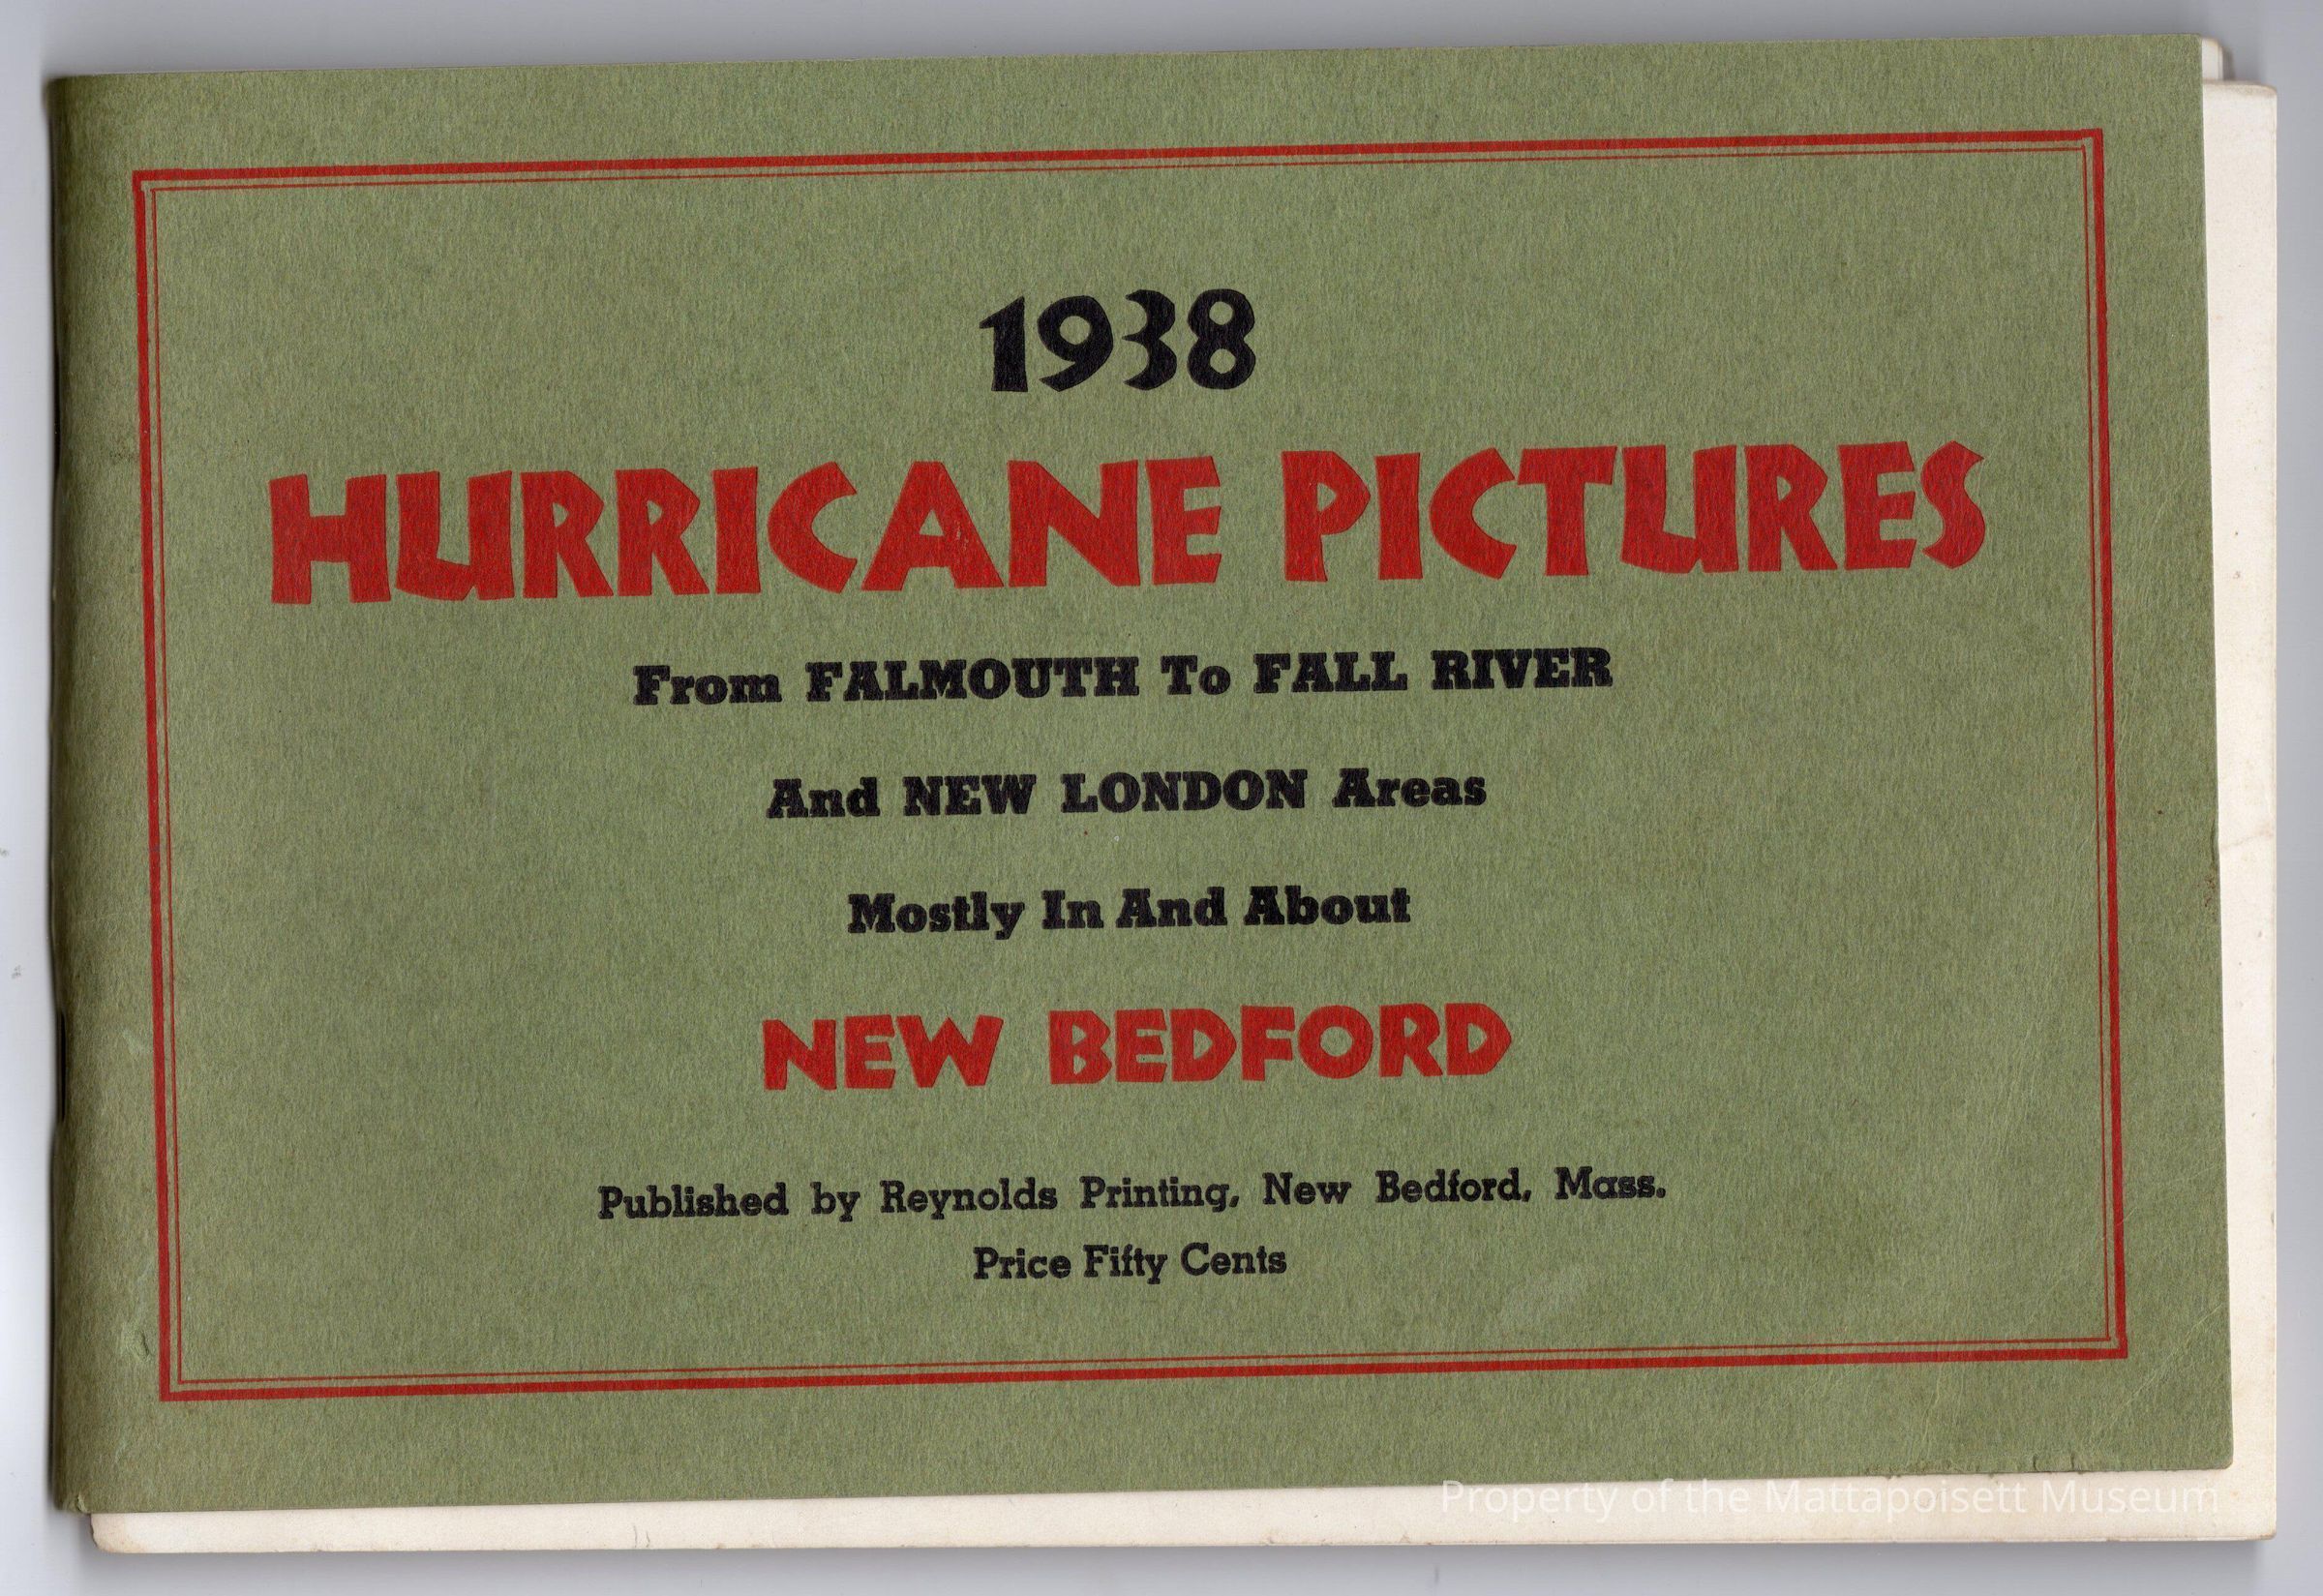 1938
HURRICANE PICTURES
From FALMOUTH To FALL RIVER
And NEW LONDON Areas
Mostly In And About
NEW BEDFORD
Published by Reynolds Printing, New Bedford, Mass.
Price Fifty Cents
Property of the Mattapoisett Museum